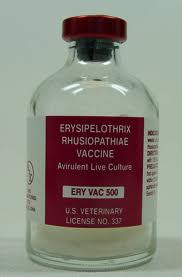 ERYSIPELOTHRIX
RHUSIOPATHIAE
VACCINE
Avirulent Live Culture
ERY VAC 500
U.S. VETERINARY
LICENSE NO. 337